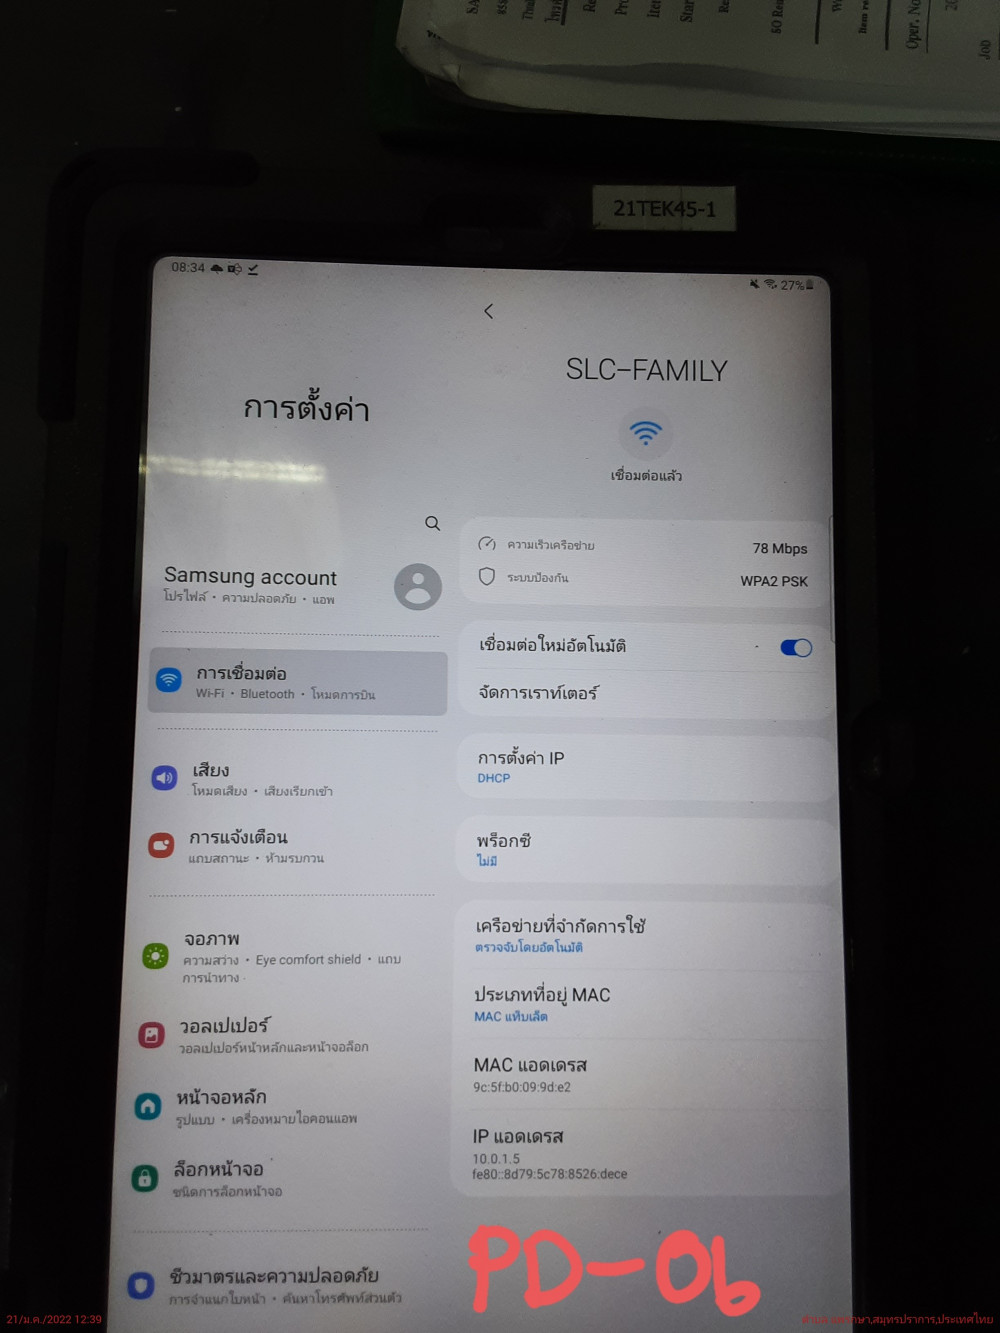 21TEK45-1
08:34
27%
SLC-FAMILY
การตั้งค่า
เชื่อมต่อแล้ว
ความเร็วเครือข่าย 78 Mbps
ระบบป้องกัน WPA2 PSK
Samsung account
โปรไฟล์ • ความปลอดภัย • แอพ
เชื่อมต่อใหม่อัตโนมัติ
จัดการเราท์เตอร์
การเชื่อมต่อ
Wi-Fi • Bluetooth • โหมดการบิน
การตั้งค่า IP
DHCP
เสียง
โหมดเสียง • เสียงเรียกเข้า
พร็อกซี
ไม่มี
การแจ้งเตือน
แถบสถานะ • ห้ามรบกวน
เครือข่ายที่จำกัดการใช้
ตรวจจับโดยอัตโนมัติ
จอภาพ
ความสว่าง • Eye comfort shield • แถบ
การนำทาง
ประเภทที่อยู่ MAC
MAC แท็บเล็ต
วอลเปเปอร์
วอลเปเปอร์หน้าหลักและหน้าจอล็อก
MAC แอดเดรส
9c:5f:b0:09:9d:e2
หน้าจอหลัก
รูปแบบ • เครื่องหมายไอคอนแอพ
IP แอดเดรส
10.0.1.5
fe80::8d79:5c78:8526:dece
ล็อกหน้าจอ
ชนิดการล็อกหน้าจอ
ชีวมาตรและความปลอดภัย
การจำแนกใบหน้า • ค้นหาโทรศัพท์ส่วนตัว
PD-06
21/ม.ค./2022 12:39
สมุทรปราการ,ประเทศไทย